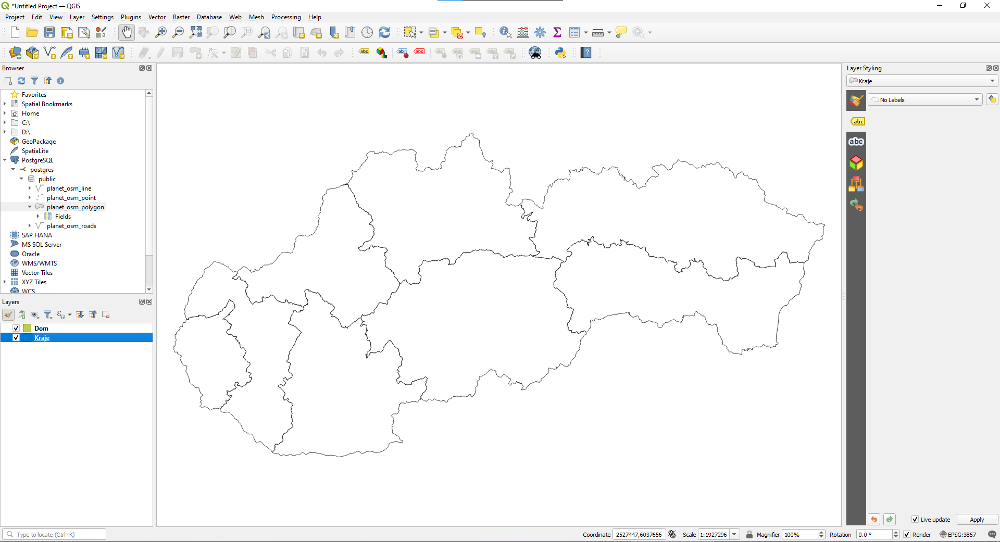 *Untitled Project — QGIS
Project Edit View Layer Settings Plugins Vector Raster Database Web Mesh Processing Help
abc abc abc
Browser
Favorites
Spatial Bookmarks
Home
C:\
D:\
GeoPackage
SpatiaLite
PostgreSQL
postgres
public
planet_osm_line
planet_osm_point
planet_osm_polygon
Fields
planet_osm_roads
SAP HANA
MS SQL Server
Oracle
WMS/WMTS
Vector Tiles
XYZ Tiles
WCS
Layers
Dom
Kraje
Layer Styling
Kraje
No Labels
abc
abc
Live update Apply
Type to locate (Ctrl+K) Coordinate 2527447,6037656 Scale 1:1927296 Magnifier 100% Rotation 0.0 ° Render EPSG:3857